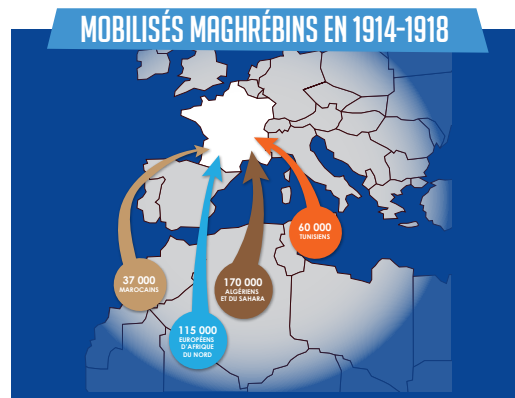 MOBILISÉS MAGHRÉBINS EN 1914-1918
60 000
TUNISIENS
37 000
MAROCAINS
170 000
ALGÉRIENS
ET DU SAHARA
115 000
EUROPÉENS
D'AFRIQUE
DU NORD